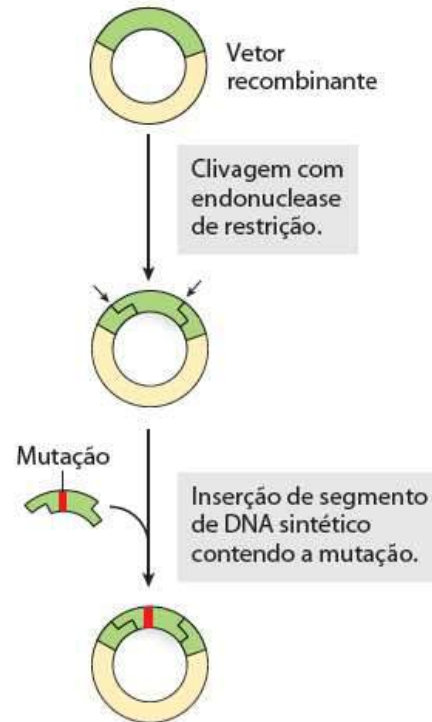 Vetor
recombinante
Clivagem com
endonuclease
de restrição.
Mutação
Inserção de segmento
de DNA sintético
contendo a mutação.